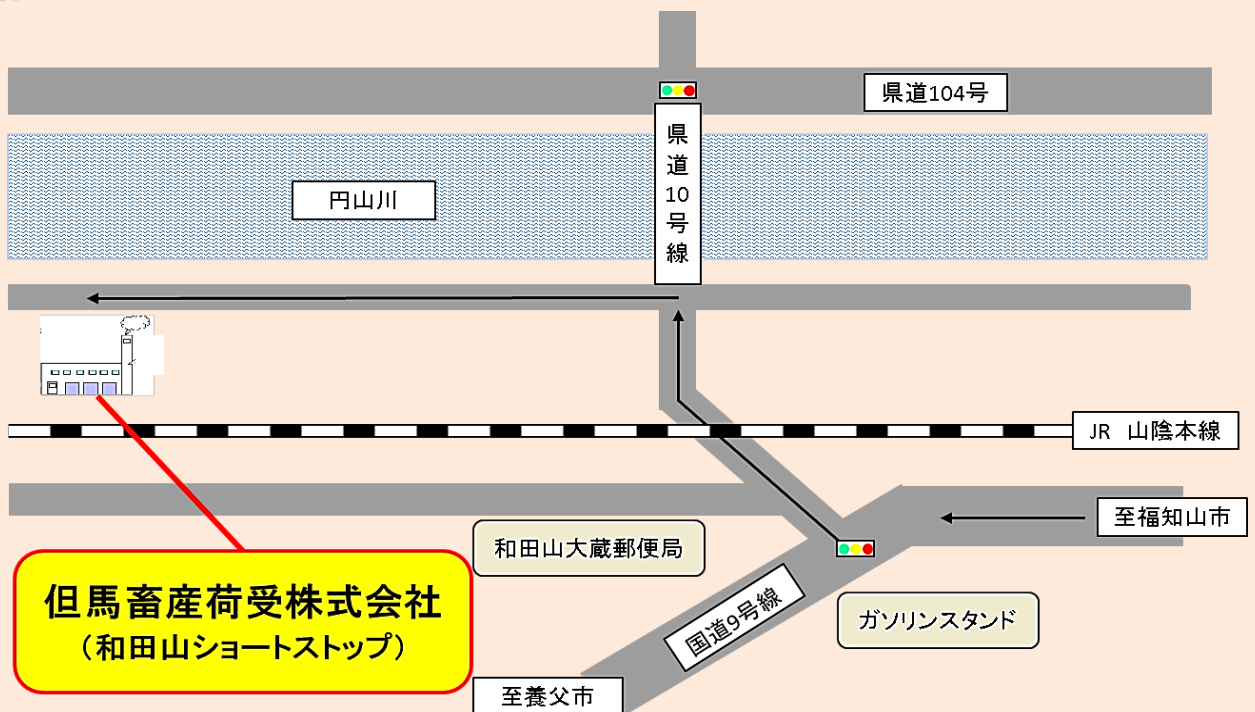 県道104号
県道10号線
円山川
JR 山陰本線
至福知山市
和田山大蔵郵便局
国道9号線
ガソリンスタンド
但馬畜産荷受株式会社
（和田山ショートストップ）
至養父市